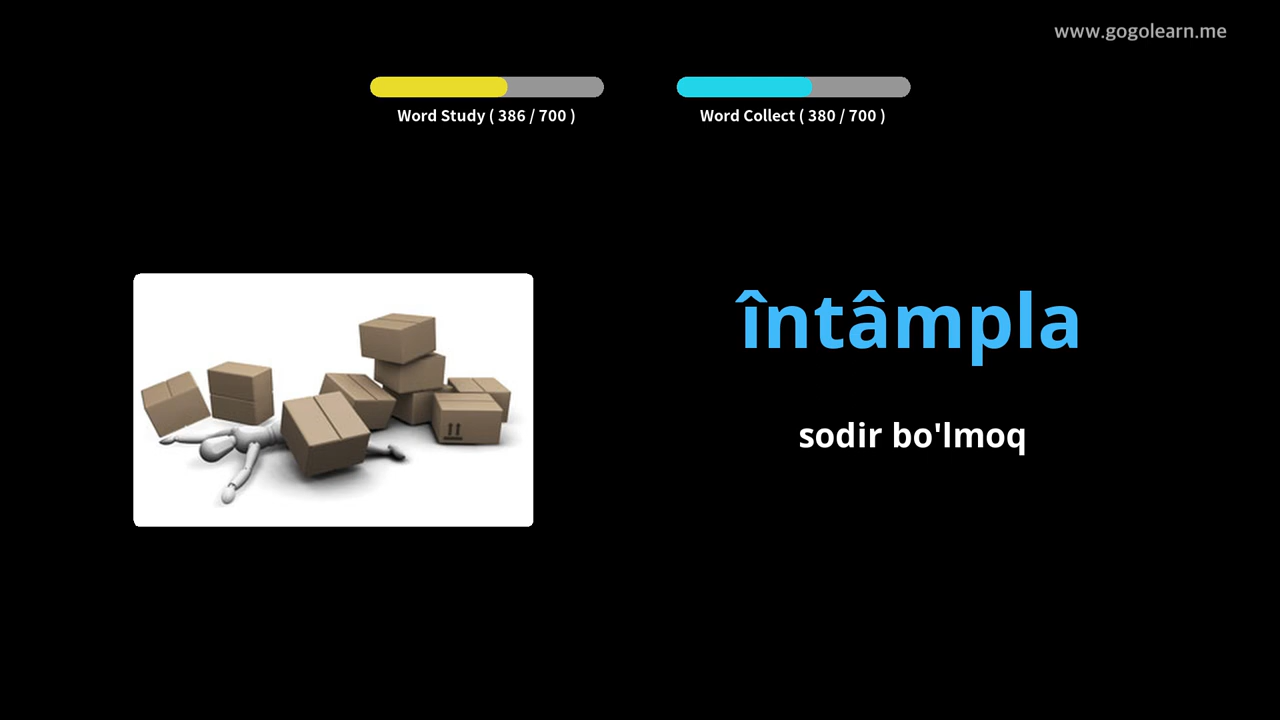 www.gogolearn.me
Word Study ( 386 / 700 )
Word Collect ( 380 / 700 )
întâmpla
sodir bo'lmoq